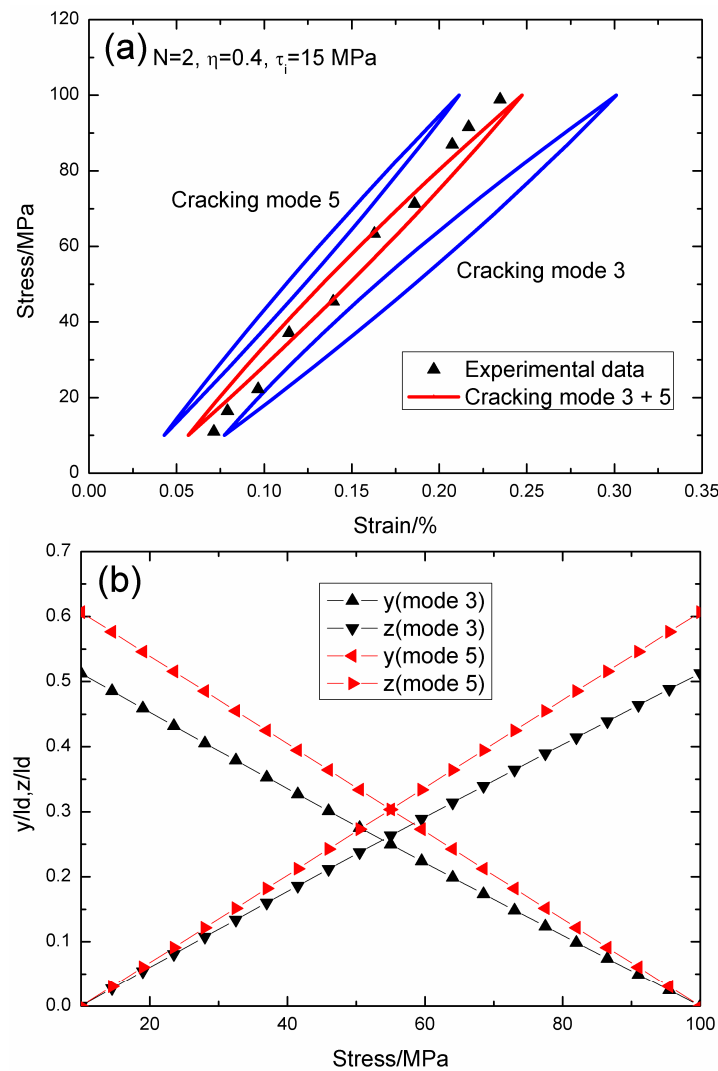 (a)
N=2, η=0.4, τi=15 MPa
120
100
80
60
40
20
0
Stress/MPa
Cracking mode 5
Cracking mode 3
Experimental data
Cracking mode 3 + 5
0.00 0.05 0.10 0.15 0.20 0.25 0.30 0.35
Strain/%
(b)
0.7
0.6
0.5
0.4
0.3
0.2
0.1
0.0
y/ld,z/ld
y(mode 3)
z(mode 3)
y(mode 5)
z(mode 5)
20 40 60 80 100
Stress/MPa